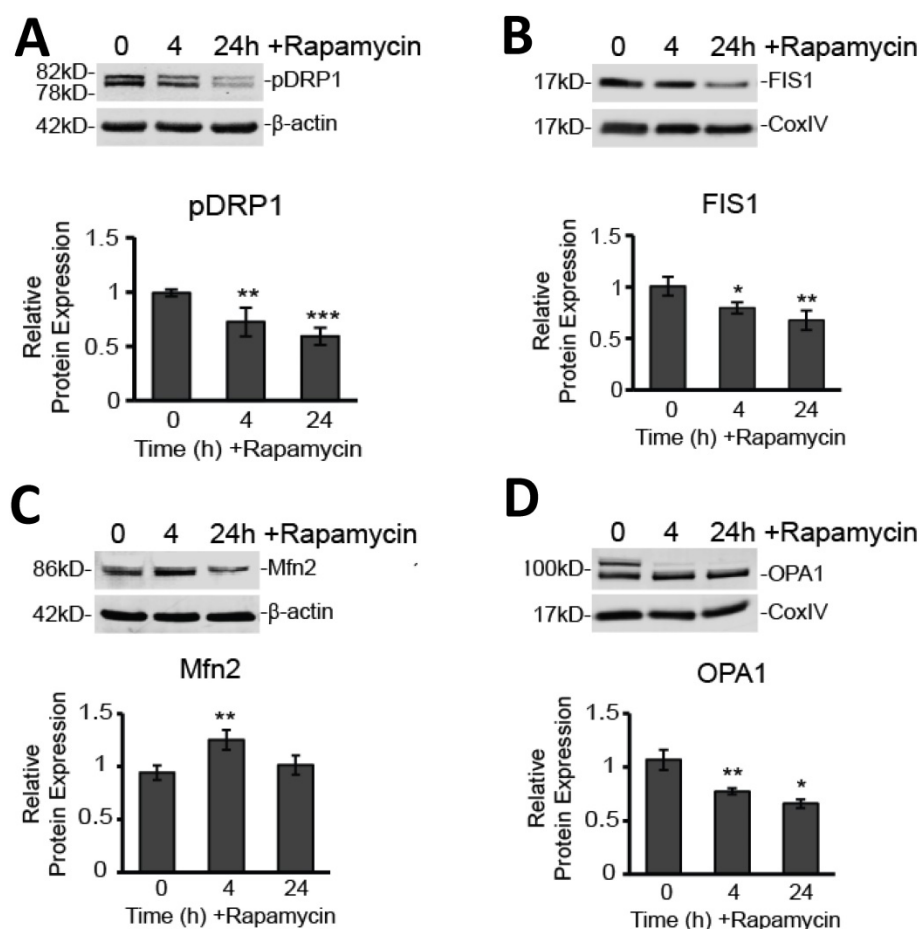 A
0 4 24h +Rapamycin
82kD-
78kD-
-pDRP1
42kD-
-β-actin
pDRP1
Relative
Protein Expression
1.5
1
0.5
0
**
***
0 4 24
Time (h) +Rapamycin
B
0 4 24h +Rapamycin
17kD-
-FIS1
17kD-
-CoxIV
FIS1
Relative
Protein Expression
1.5
1
0.5
0
*
**
0 4 24
Time (h) +Rapamycin
C
0 4 24h +Rapamycin
86kD-
-Mfn2
42kD-
-β-actin
Mfn2
Relative
Protein Expression
1.5
1
0.5
0
**
0 4 24
Time (h) +Rapamycin
D
0 4 24h +Rapamycin
100kD-
-OPA1
17kD-
-CoxIV
OPA1
Relative
Protein Expression
1.5
1
0.5
0
**
*
0 4 24
Time (h) +Rapamycin